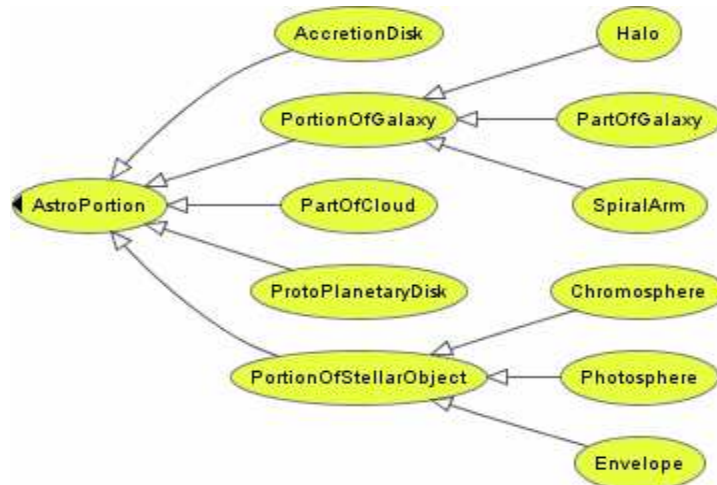 AccretionDisk
Halo
PortionOfGalaxy
PartOfGalaxy
AstroPortion
PartOfCloud
SpiralArm
ProtoPlanetaryDisk
Chromosphere
PortionOfStellarObject
Photosphere
Envelope